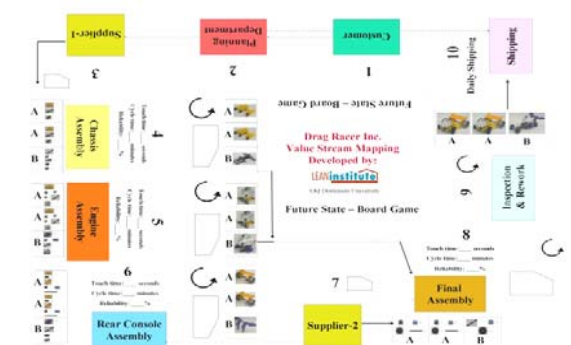 Supplier-1
Planning
Department
Customer
Shipping
3
2
1
10
Daily Shipping
Future State – Board Game
Drag Racer Inc.
Value Stream Mapping
Developed by:
LEANinstitute
Old Dominion University
Future State – Board Game
Chassis
Assembly
4
Touch time: ___ seconds
Cycle time: ___ minutes
Reliability: ___ %
A
A
B
A
A
B
A
A
B
Engine
Assembly
5
Touch time: ___ seconds
Cycle time: ___ minutes
Reliability: ___ %
A
A
B
A
A
B
9
Inspection
& Rework
6
Touch time: ___ seconds
Cycle time: ___ minutes
Reliability: ___ %
A
A
B
A
A
B
Rear Console
Assembly
7
Supplier-2
8
Touch time: ___ seconds
Cycle time: ___ minutes
Reliability: ___ %
Final
Assembly
A
A
B